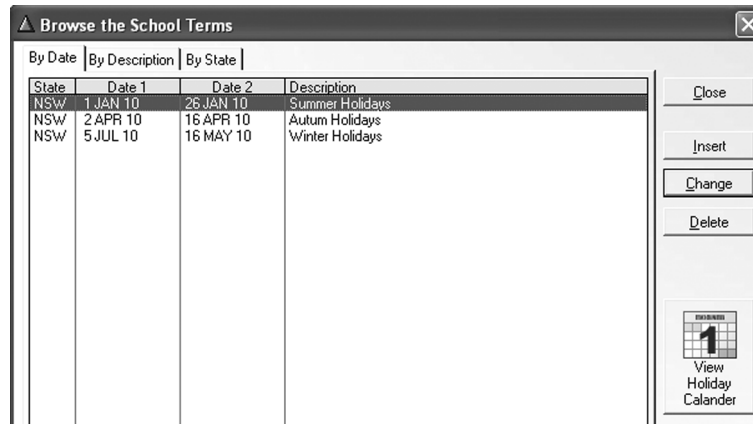 Browse the School Terms
By Date By Description By State
State Date 1 Date 2 Description
NSW 1 JAN 10 26 JAN 10 Summer Holidays
NSW 2 APR 10 16 APR 10 Autum Holidays
NSW 5 JUL 10 16 MAY 10 Winter Holidays
Close
Insert
Change
Delete
1
View
Holiday
Calander